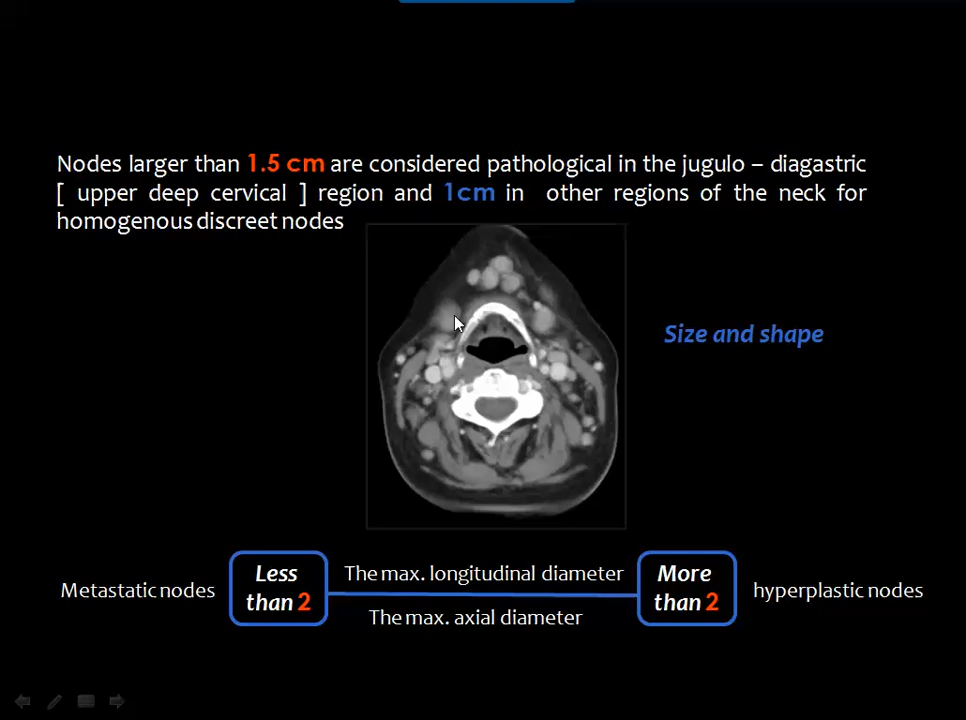 Nodes larger than 1.5 cm are considered pathological in the jugulo – diagastric
[ upper deep cervical ] region and 1cm in other regions of the neck for
homogenous discreet nodes
Size and shape
Metastatic nodes
Less
than 2
The max. longitudinal diameter
The max. axial diameter
More
than 2
hyperplastic nodes